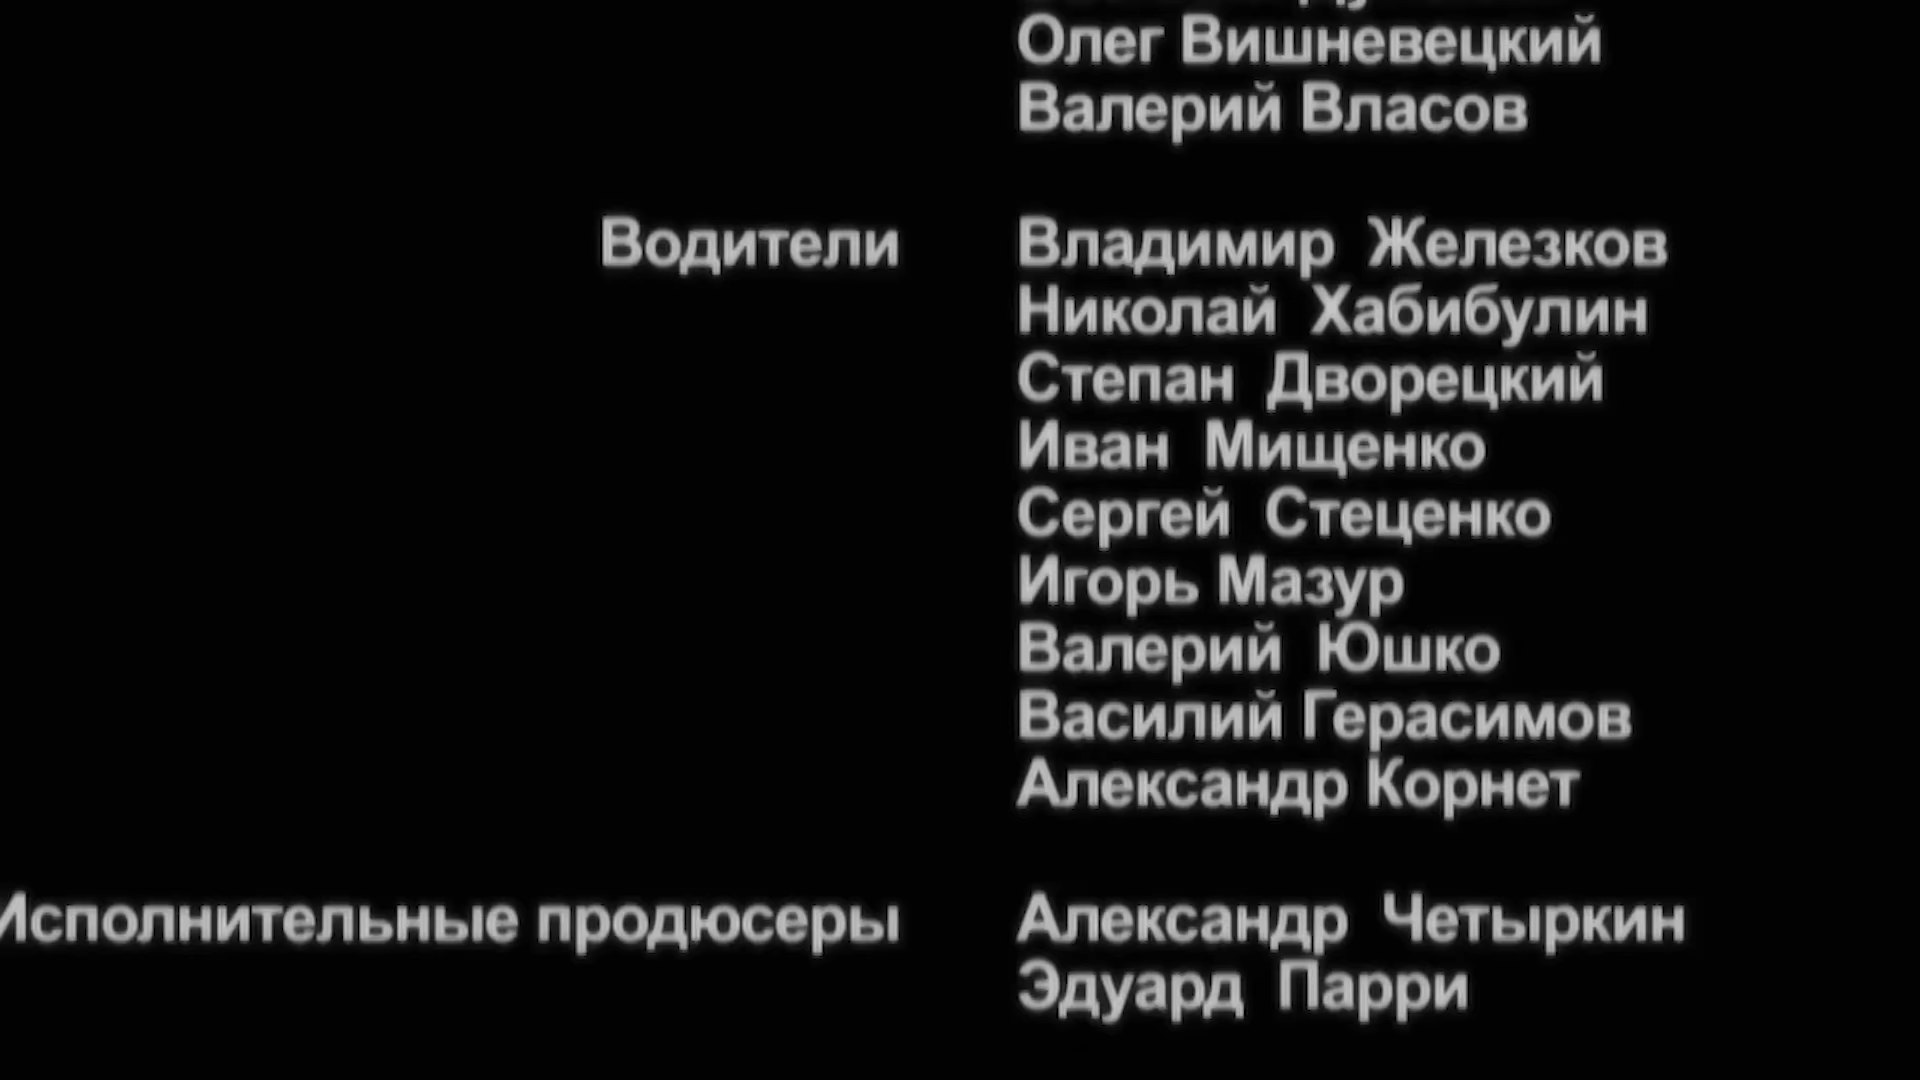 Олег Вишневецкий
Валерий Власов
Водители Владимир Железков
Николай Хабибулин
Степан Дворецкий
Иван Мищенко
Сергей Стеценко
Игорь Мазур
Валерий Юшко
Василий Герасимов
Александр Корнет
Исполнительные продюсеры Александр Четыркин
Эдуард Парри